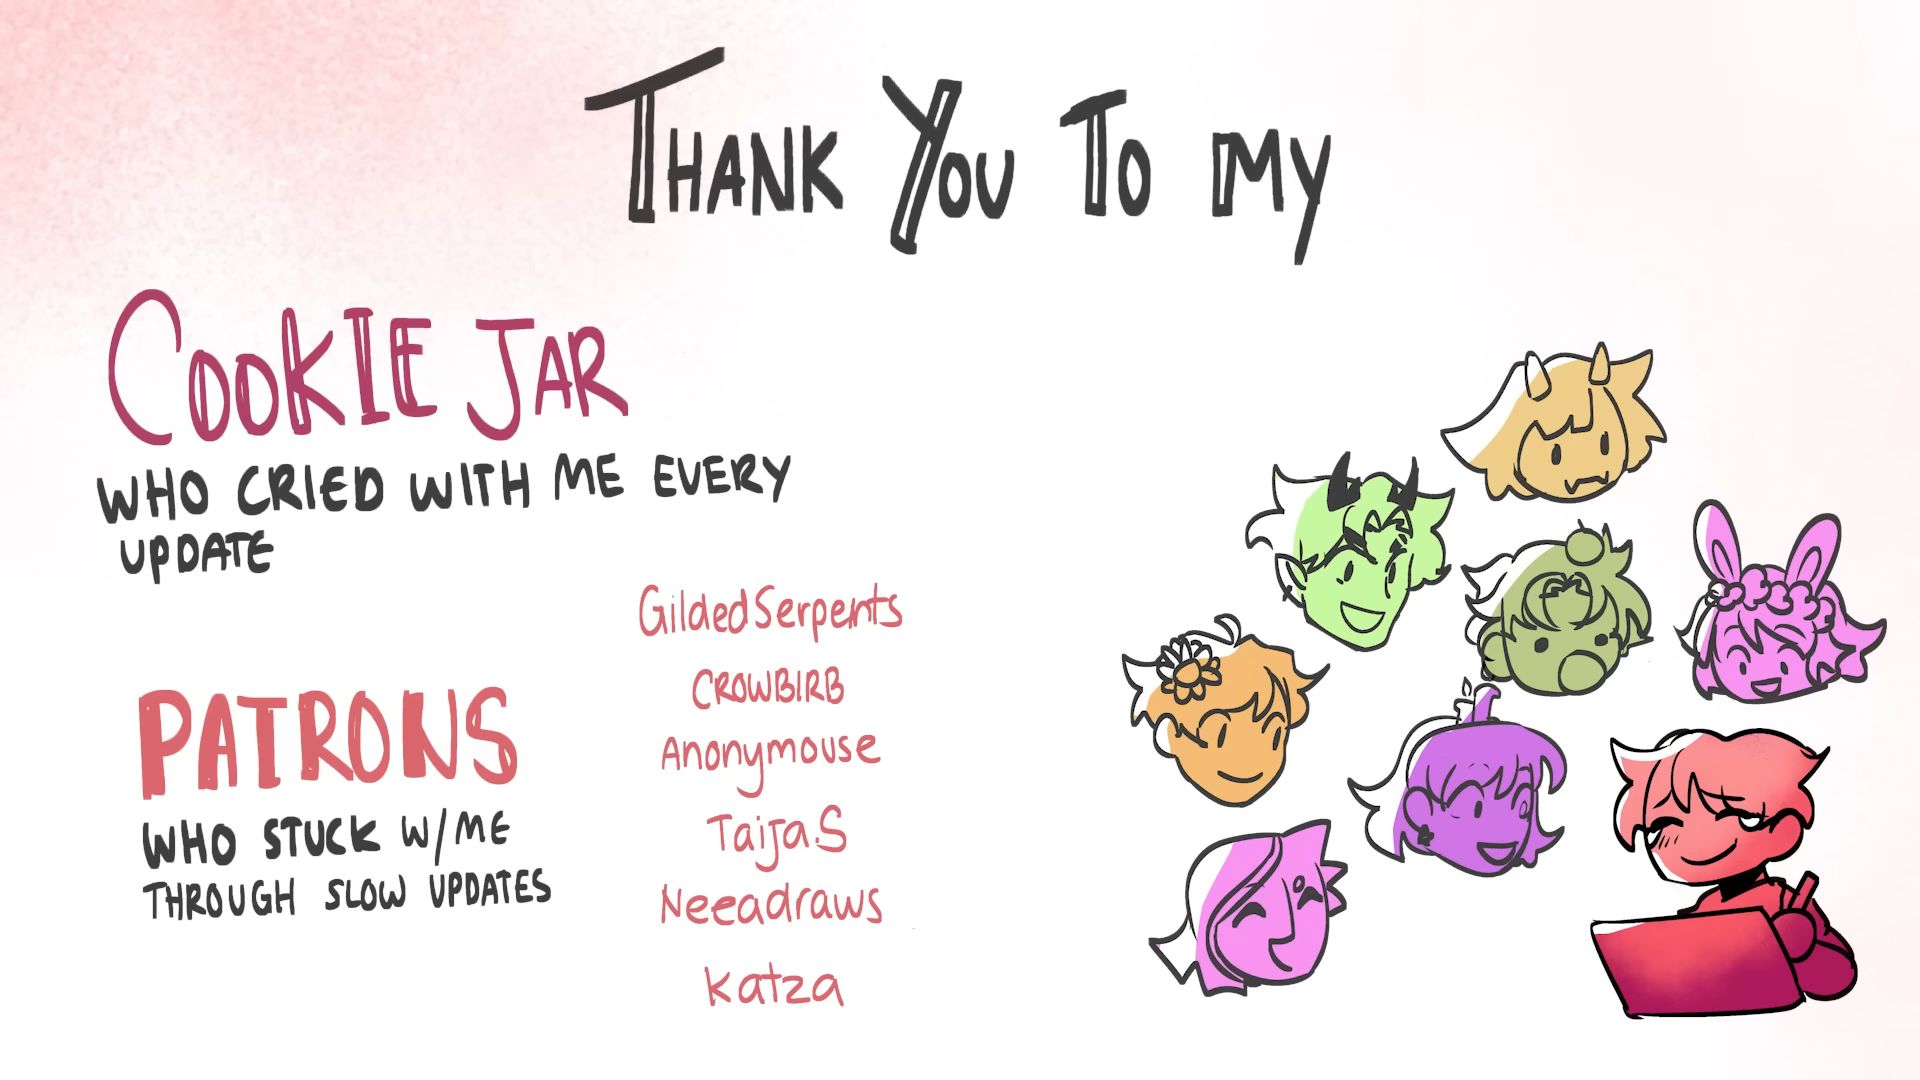 THANK YOU TO MY
COOKIE JAR
WHO CRIED WITH ME EVERY
UPDATE
PATRONS
WHO STUCK W/ME
THROUGH SLOW UPDATES
GildedSerpents
CROWBIRB
Anonymouse
TaijaS
Neeadraws
Katza